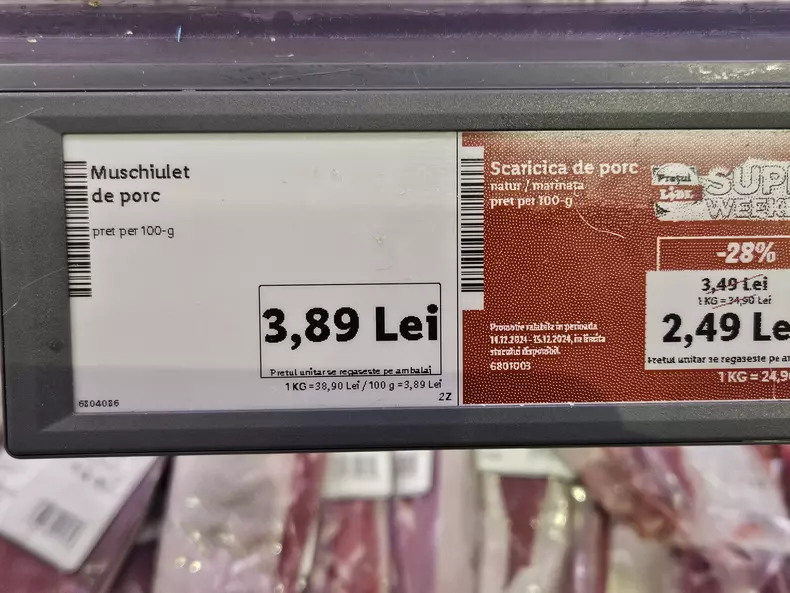 Muschiulet
de porc
pret per 100-g
3,89 Lei
Pretul unitar se regaseste pe ambalaj
1 KG = 38,90 Lei / 100 g = 3,89 Lei
6804086
2Z
Scaricica de porc
natur / marinata
pret per 100-g
Pretul
SUP
WEEK
-28%
3,49 Lei
1 KG = 34,90 Lei
2,49 Le
Pretul unitar se regaseste pe am
1 KG = 24,9
Promotie valabila in perioada
14.12.2024 - 15.12.2024, in limita
stocului disponibil.
6801003